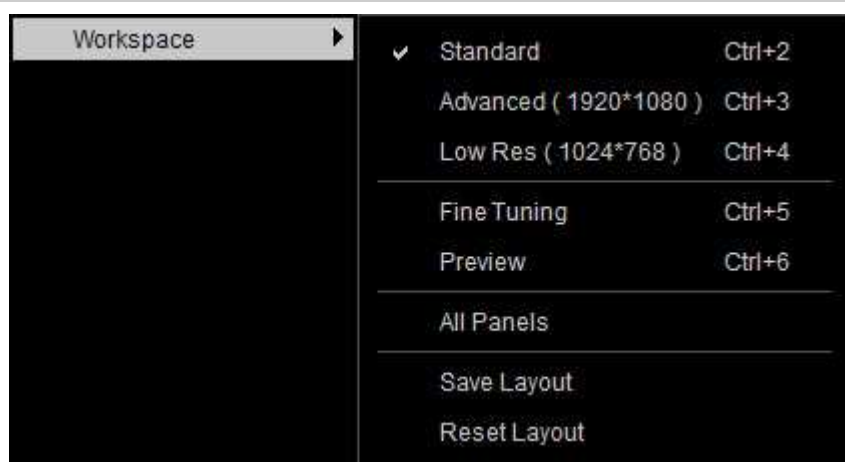 Workspace
Standard Ctrl+2
Advanced ( 1920*1080 ) Ctrl+3
Low Res ( 1024*768 ) Ctrl+4
Fine Tuning Ctrl+5
Preview Ctrl+6
All Panels
Save Layout
Reset Layout